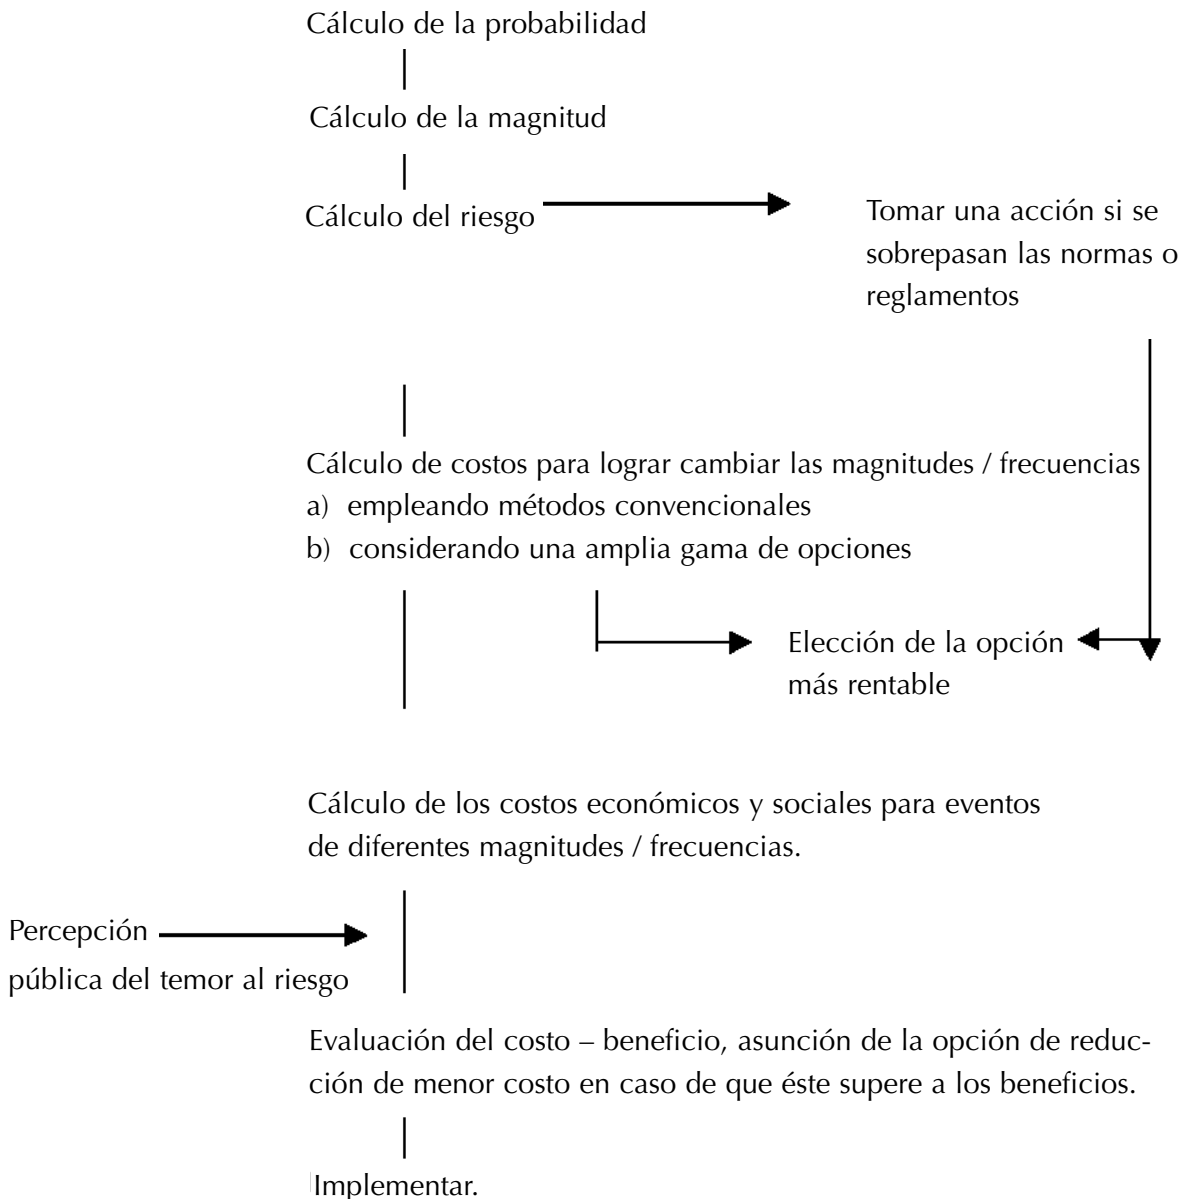 Cálculo de la probabilidad
Cálculo de la magnitud
Cálculo del riesgo
Tomar una acción si se
sobrepasan las normas o
reglamentos
Cálculo de costos para lograr cambiar las magnitudes / frecuencias
a) empleando métodos convencionales
b) considerando una amplia gama de opciones
Elección de la opción
más rentable
Cálculo de los costos económicos y sociales para eventos
de diferentes magnitudes / frecuencias.
Percepción
pública del temor al riesgo
Evaluación del costo – beneficio, asunción de la opción de reduc-
ción de menor costo en caso de que éste supere a los beneficios.
Implementar.